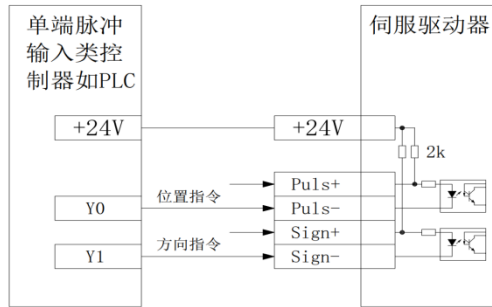 单端脉冲
输入类控
制器如PLC
伺服驱动器
+24V
+24V
2k
Puls+
位置指令
Y0
Puls-
Sign+
方向指令
Y1
Sign-